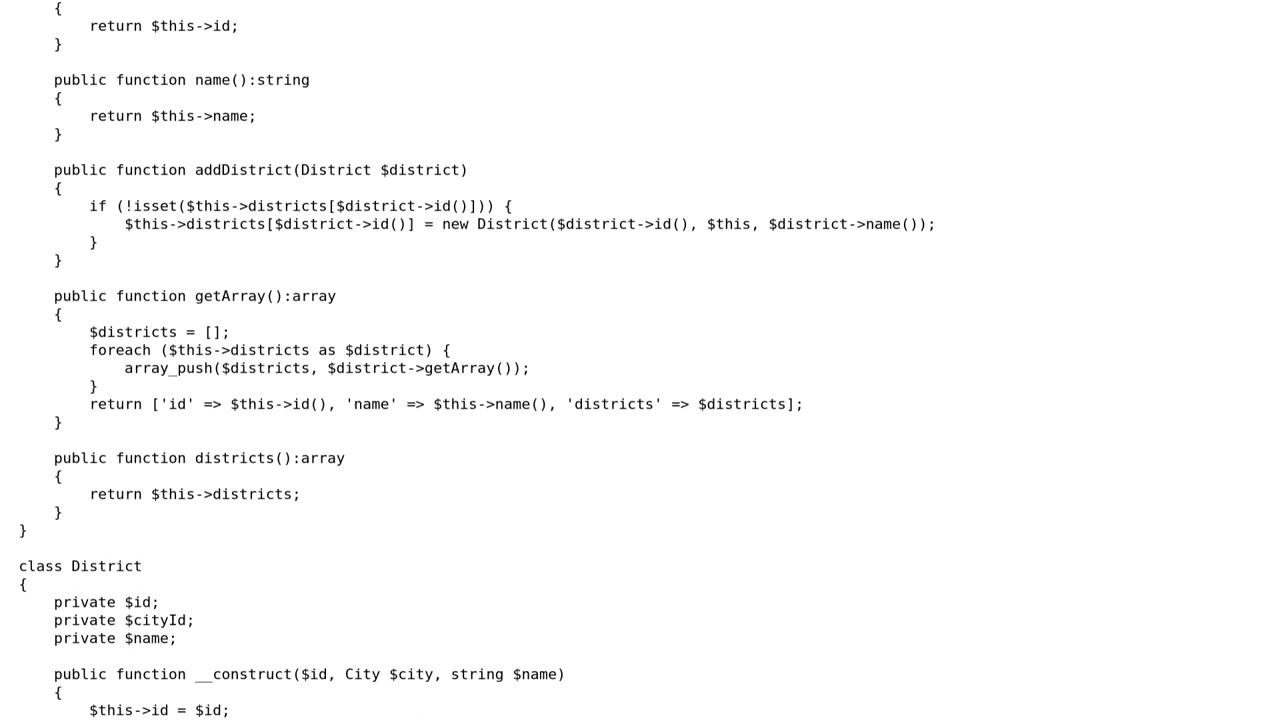 {
return $this->id;
}
public function name():string
{
return $this->name;
}
public function addDistrict(District $district)
{
if (!isset($this->districts[$district->id()])) {
$this->districts[$district->id()] = new District($district->id(), $this, $district->name());
}
}
public function getArray():array
{
$districts = [];
foreach ($this->districts as $district) {
array_push($districts, $district->getArray());
}
return ['id' => $this->id(), 'name' => $this->name(), 'districts' => $districts];
}
public function districts():array
{
return $this->districts;
}
}
class District
{
private $id;
private $cityId;
private $name;
public function __construct($id, City $city, string $name)
{
$this->id = $id;